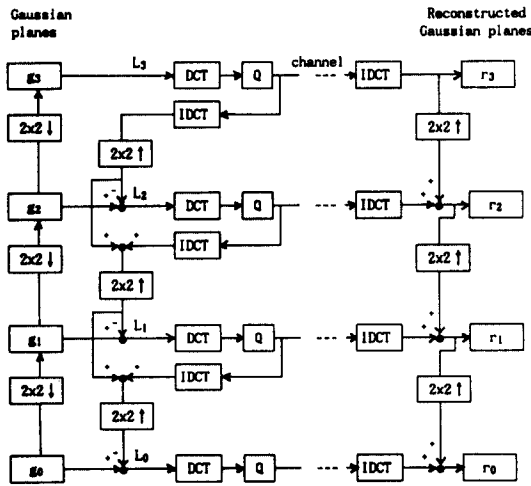 Gaussian planes
Reconstructed Gaussian planes
g3
L3
DCT
Q
channel
IDCT
r3
2x2↓
IDCT
2x2↑
2x2↑
+ -
+ +
g2
L2
DCT
Q
IDCT
r2
+ +
IDCT
2x2↓
2x2↑
2x2↑
+ -
+ +
g1
L1
DCT
Q
IDCT
r1
+ +
IDCT
2x2↓
2x2↑
2x2↑
+ -
+ +
g0
L0
DCT
Q
IDCT
r0